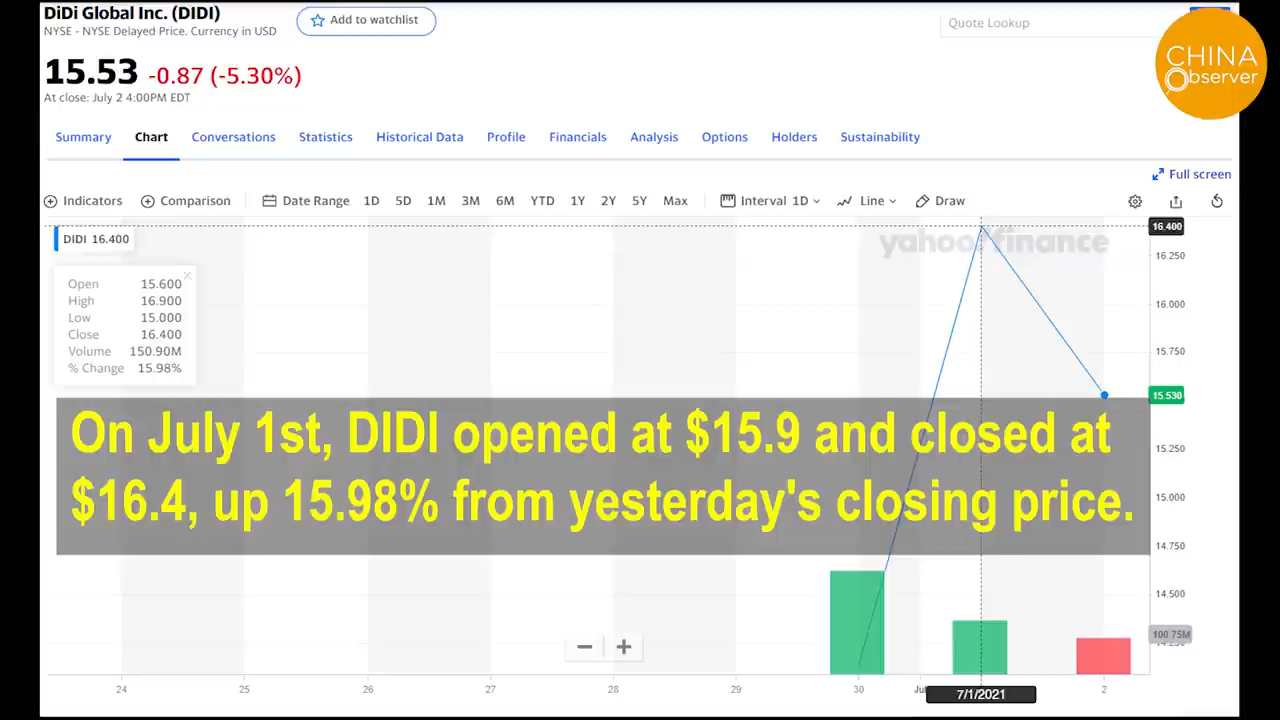 DiDi Global Inc. (DIDI)
Add to watchlist
NYSE - NYSE Delayed Price. Currency in USD
Quote Lookup
CHINA
Observer
15.53 -0.87 (-5.30%)
At close: July 2 4:00PM EDT
Summary Chart Conversations Statistics Historical Data Profile Financials Analysis Options Holders Sustainability
Full screen
Indicators Comparison Date Range 1D 5D 1M 3M 6M YTD 1Y 2Y 5Y Max Interval 1D Line Draw
DIDI 16.400
yahoo! finance
16.400
16.250
16.000
15.750
15.530
15.250
15.000
14.750
14.500
100.75M
Open 15.600
High 16.900
Low 15.000
Close 16.400
Volume 150.90M
% Change 15.98%
On July 1st, DIDI opened at $15.9 and closed at
$16.4, up 15.98% from yesterday's closing price.
24 25 26 27 28 29 30 7/1/2021 2